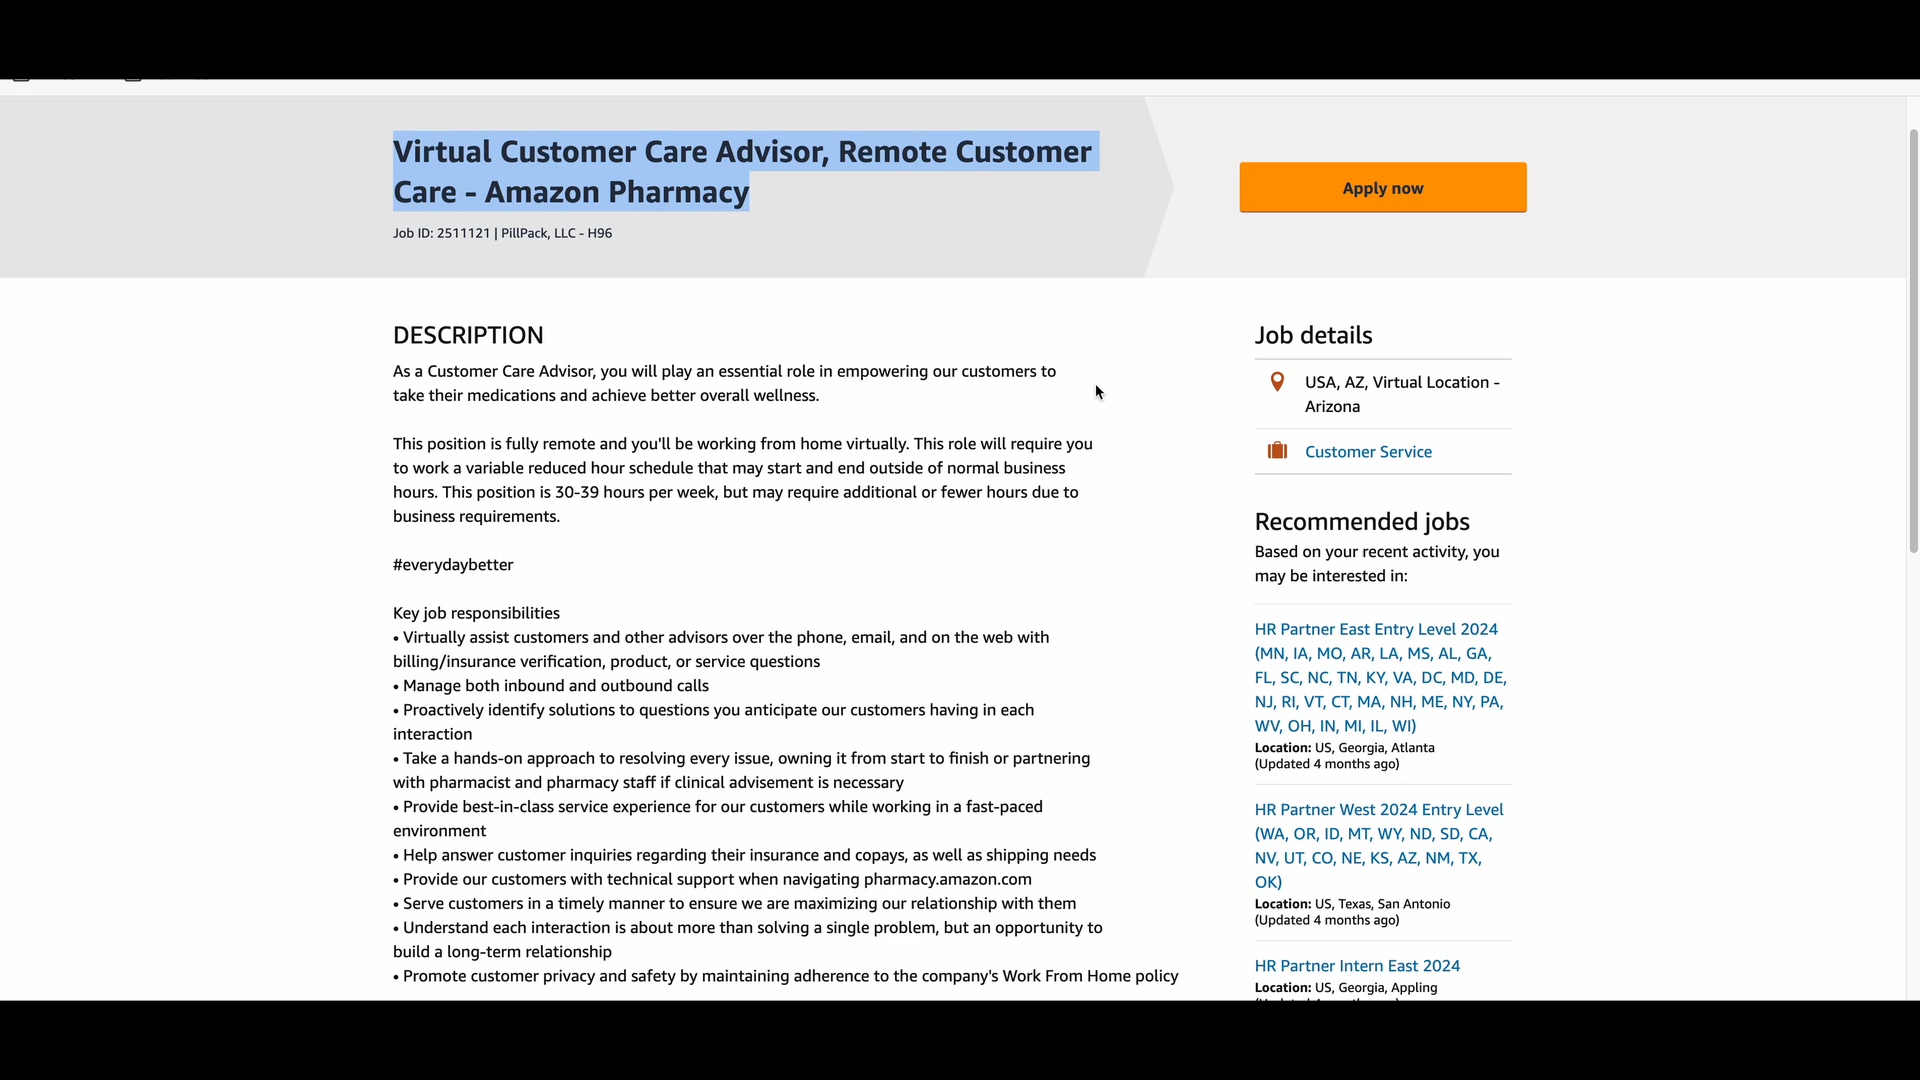 Virtual Customer Care Advisor, Remote Customer
Care - Amazon Pharmacy
Job ID: 2511121 | PillPack, LLC - H96
Apply now
DESCRIPTION
As a Customer Care Advisor, you will play an essential role in empowering our customers to
take their medications and achieve better overall wellness.
This position is fully remote and you'll be working from home virtually. This role will require you
to work a variable reduced hour schedule that may start and end outside of normal business
hours. This position is 30-39 hours per week, but may require additional or fewer hours due to
business requirements.
#everydaybetter
Key job responsibilities
• Virtually assist customers and other advisors over the phone, email, and on the web with
billing/insurance verification, product, or service questions
• Manage both inbound and outbound calls
• Proactively identify solutions to questions you anticipate our customers having in each
interaction
• Take a hands-on approach to resolving every issue, owning it from start to finish or partnering
with pharmacist and pharmacy staff if clinical advisement is necessary
• Provide best-in-class service experience for our customers while working in a fast-paced
environment
• Help answer customer inquiries regarding their insurance and copays, as well as shipping needs
• Provide our customers with technical support when navigating pharmacy.amazon.com
• Serve customers in a timely manner to ensure we are maximizing our relationship with them
• Understand each interaction is about more than solving a single problem, but an opportunity to
build a long-term relationship
• Promote customer privacy and safety by maintaining adherence to the company's Work From Home policy
Job details
USA, AZ, Virtual Location -
Arizona
Customer Service
Recommended jobs
Based on your recent activity, you
may be interested in:
HR Partner East Entry Level 2024
(MN, IA, MO, AR, LA, MS, AL, GA,
FL, SC, NC, TN, KY, VA, DC, MD, DE,
NJ, RI, VT, CT, MA, NH, ME, NY, PA,
WV, OH, IN, MI, IL, WI)
Location: US, Georgia, Atlanta
(Updated 4 months ago)
HR Partner West 2024 Entry Level
(WA, OR, ID, MT, WY, ND, SD, CA,
NV, UT, CO, NE, KS, AZ, NM, TX,
OK)
Location: US, Texas, San Antonio
(Updated 4 months ago)
HR Partner Intern East 2024
Location: US, Georgia, Appling